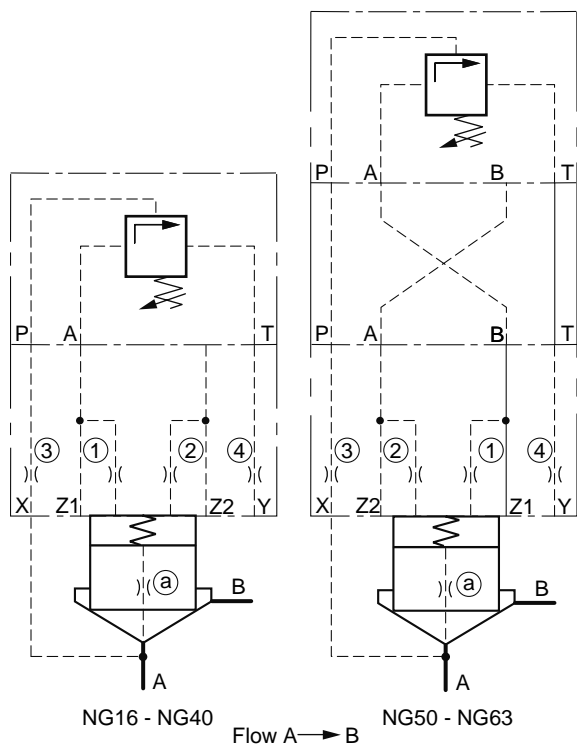 P A B T
P A T
P A B T
③ ① ② ④
③ ② ① ④
X Z1 Z2 Y
X Z2 Z1 Y
ⓐ
ⓐ
B
B
A
A
NG16 - NG40
NG50 - NG63
Flow A → B